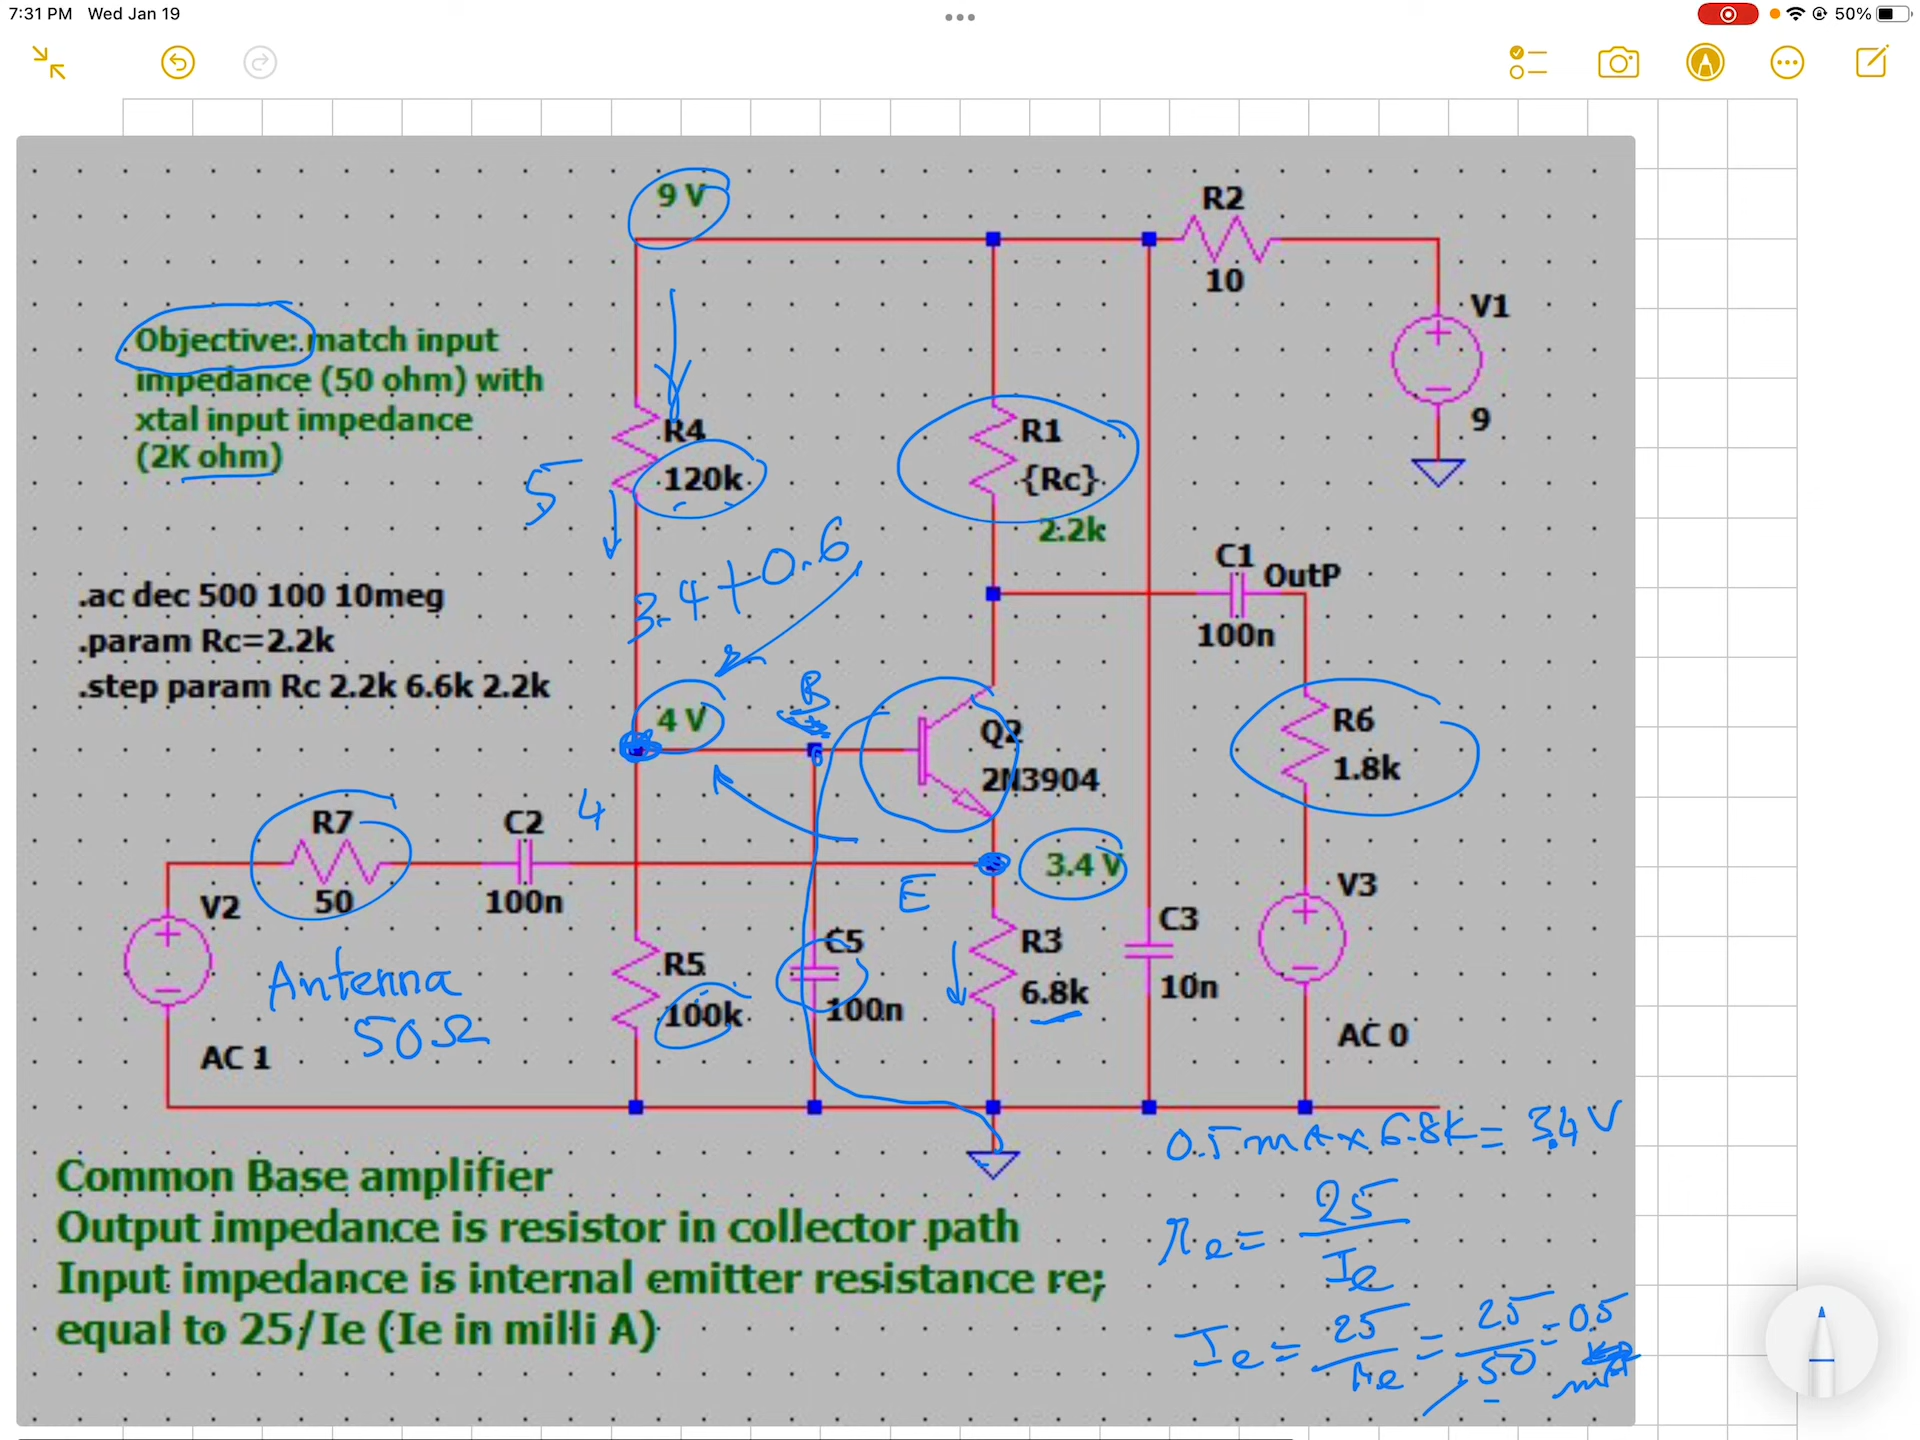 7:31 PM Wed Jan 19
50%
9 V
R2
10
V1
9
Objective: match input
impedance (50 ohm) with
xtal input impedance
(2K ohm)
R4
120k
5
R1
{Rc}
2.2k
3.4+0.6
C1
OutP
100n
.ac dec 500 100 10meg
.param Rc=2.2k
.step param Rc 2.2k 6.6k 2.2k
4 V
B
Q2
2N3904
R6
1.8k
4
R7
50
C2
100n
3.4 V
E
V2
V3
Antenna
50Ω
R5
100k
C5
100n
R3
6.8k
C3
10n
AC 1
AC 0
0.5mA×6.8k= 3.4V
Common Base amplifier
Output impedance is resistor in collector path
Input impedance is internal emitter resistance re;
equal to 25/Ie (Ie in milli A)
re= 25/Ie
Ie= 25/re = 25/50 = 0.5 mA